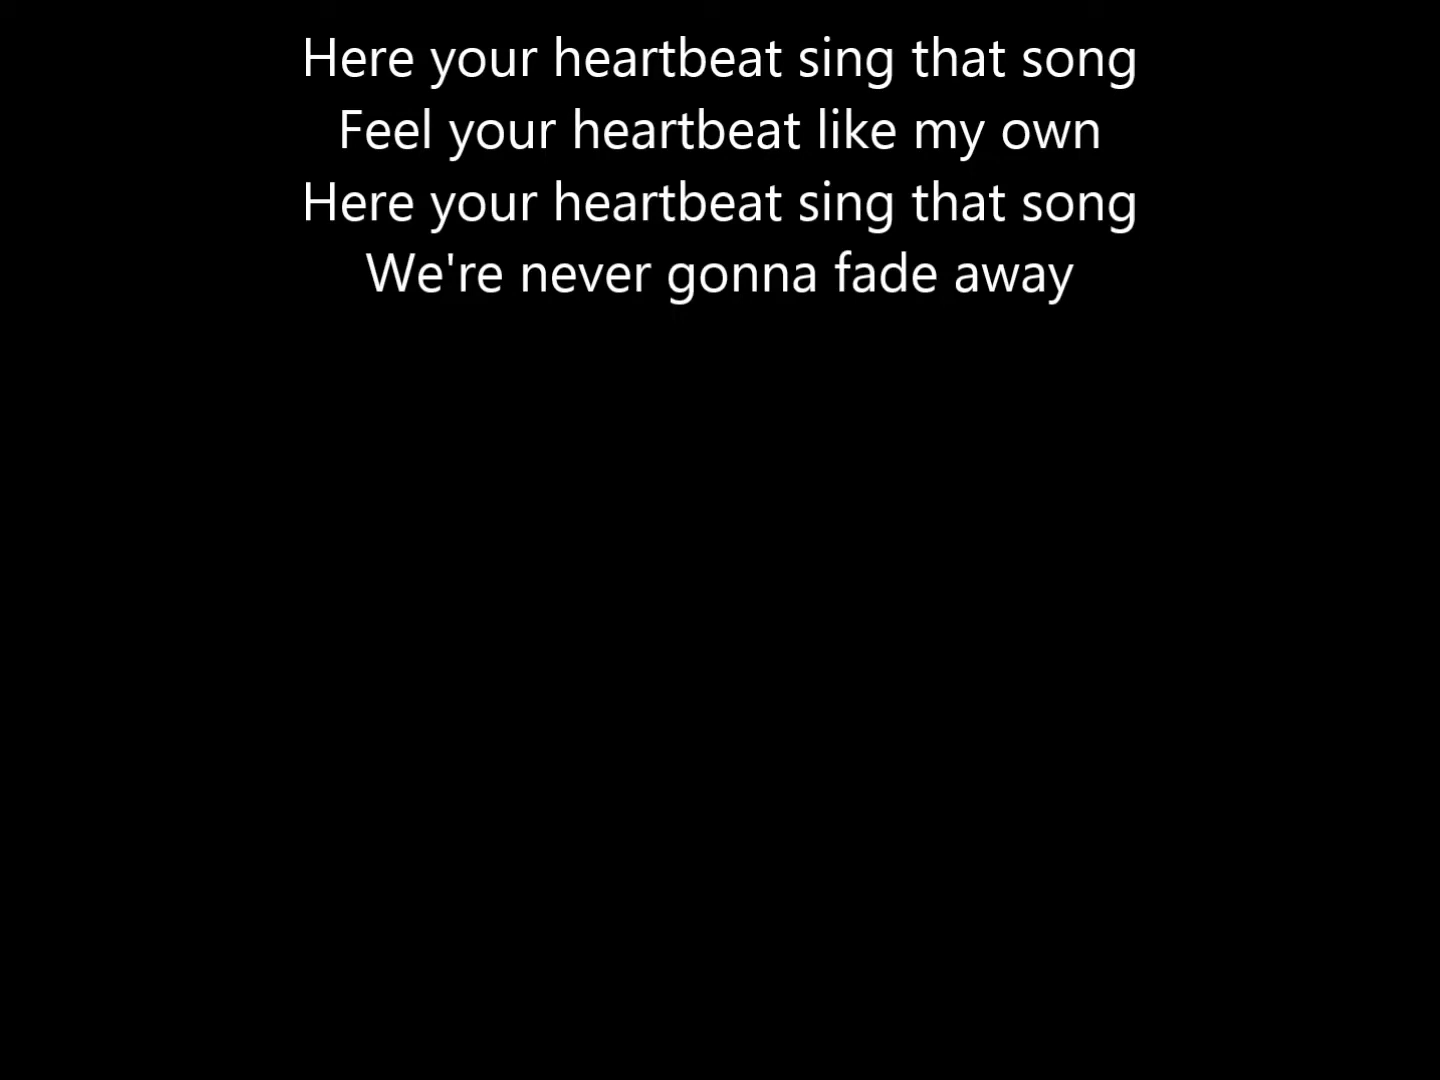 Here your heartbeat sing that song
Feel your heartbeat like my own
Here your heartbeat sing that song
We're never gonna fade away